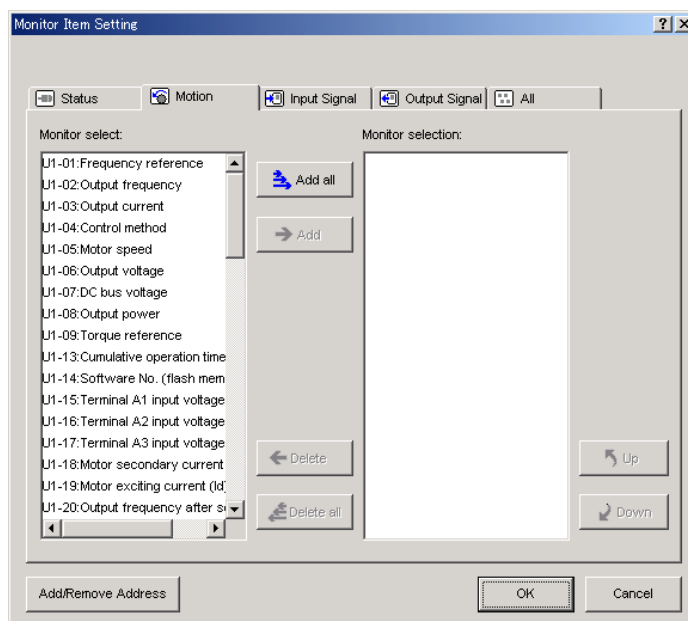 Monitor Item Setting
Status
Motion
Input Signal
Output Signal
All
Monitor select:
Monitor selection:
U1-01:Frequency reference
U1-02:Output frequency
U1-03:Output current
U1-04:Control method
U1-05:Motor speed
U1-06:Output voltage
U1-07:DC bus voltage
U1-08:Output power
U1-09:Torque reference
U1-13:Cumulative operation time
U1-14:Software No. (flash mem
U1-15:Terminal A1 input voltage
U1-16:Terminal A2 input voltage
U1-17:Terminal A3 input voltage
U1-18:Motor secondary current
U1-19:Motor exciting current (Id)
U1-20:Output frequency after s
Add all
Add
Delete
Delete all
Up
Down
Add/Remove Address
OK
Cancel